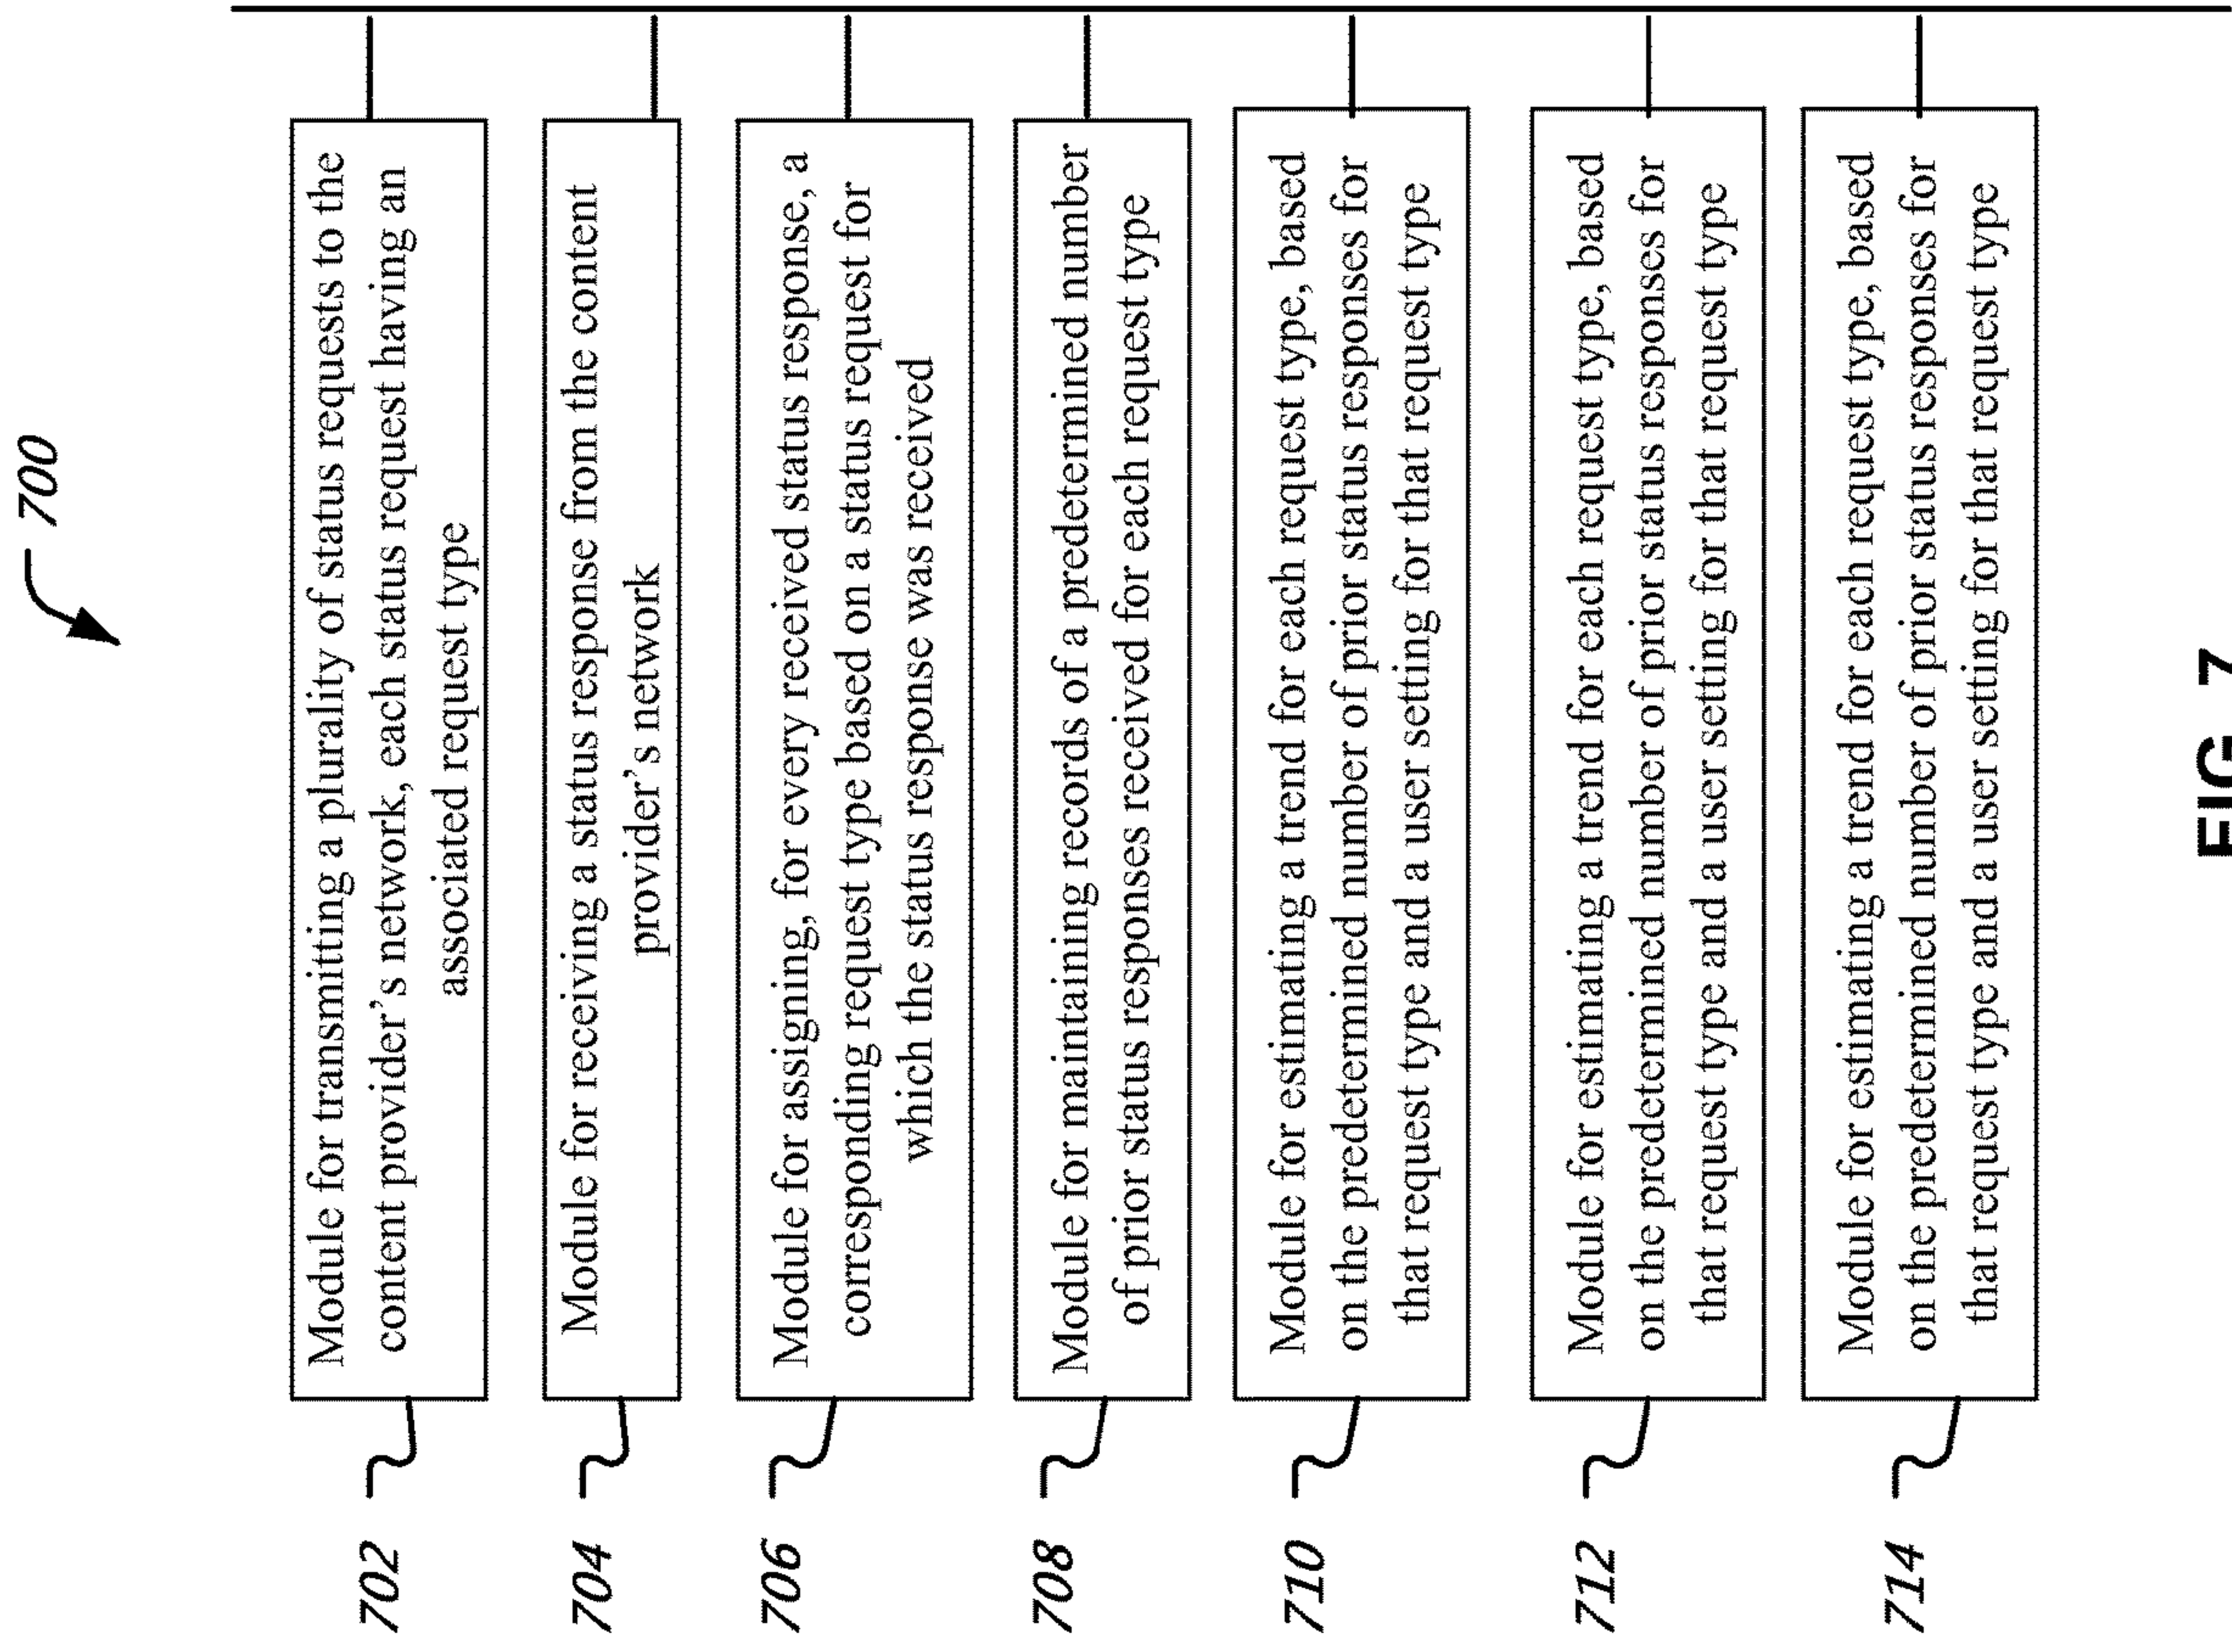 700
702
Module for transmitting a plurality of status requests to the
content provider's network, each status request having an
associated request type
704
Module for receiving a status response from the content
provider's network
706
Module for assigning, for every received status response, a
corresponding request type based on a status request for
which the status response was received
708
Module for maintaining records of a predetermined number
of prior status responses received for each request type
710
Module for estimating a trend for each request type, based
on the predetermined number of prior status responses for
that request type and a user setting for that request type
712
Module for estimating a trend for each request type, based
on the predetermined number of prior status responses for
that request type and a user setting for that request type
714
Module for estimating a trend for each request type, based
on the predetermined number of prior status responses for
that request type and a user setting for that request type
FIG. 7